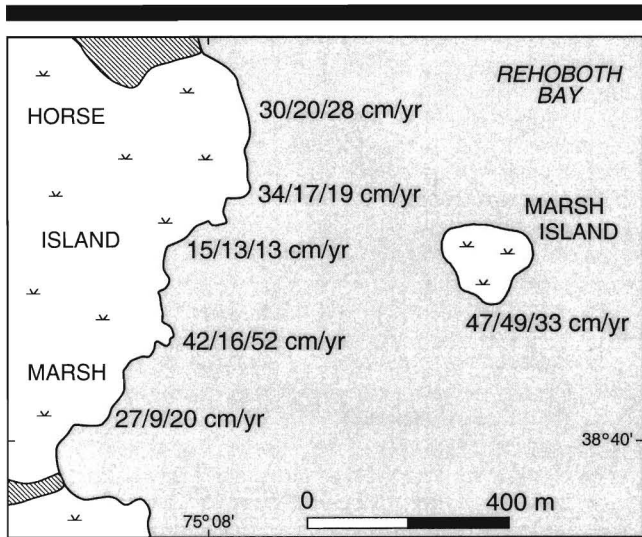 REHOBOTH
BAY
HORSE
30/20/28 cm/yr
34/17/19 cm/yr
MARSH
ISLAND
ISLAND
15/13/13 cm/yr
47/49/33 cm/yr
42/16/52 cm/yr
MARSH
27/9/20 cm/yr
38°40'
0 400 m
75°08'